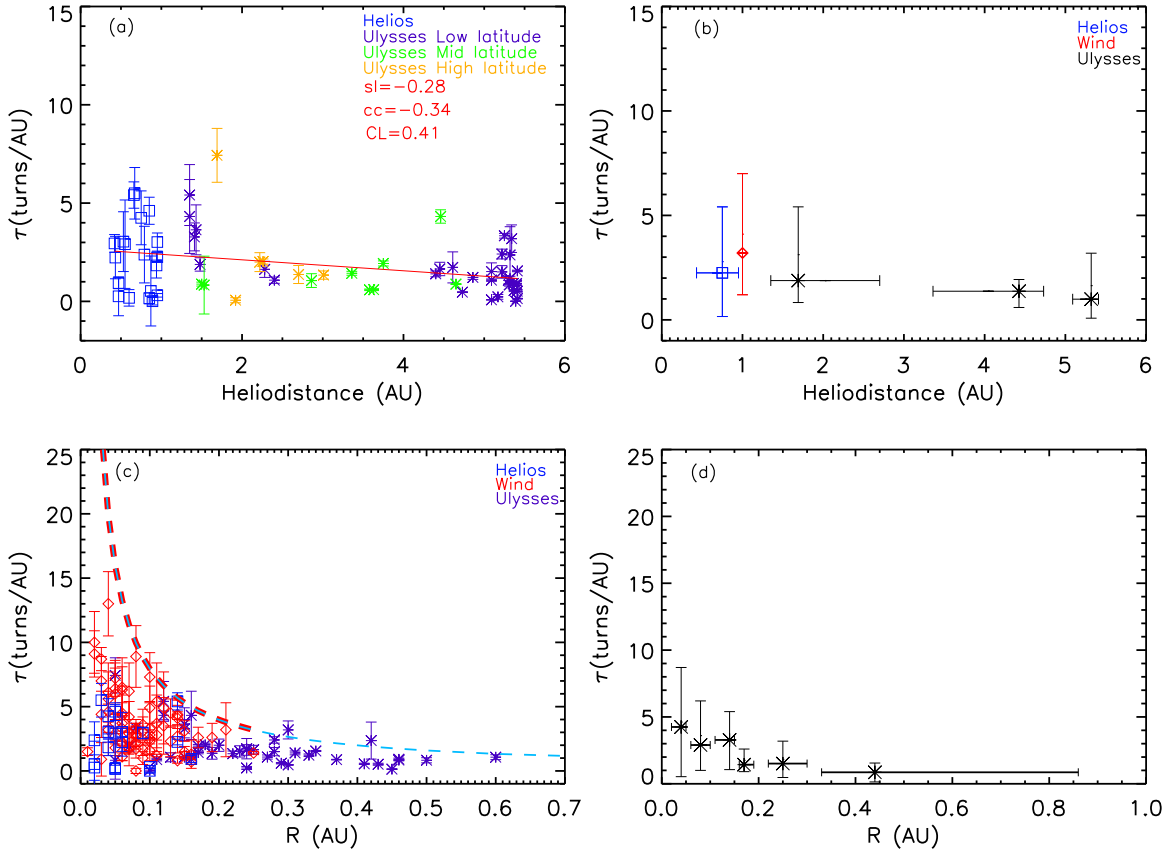 (a)
Helios
Ulysses Low latitude
Ulysses Mid latitude
Ulysses High latitude
sl=−0.28
cc=−0.34
CL=0.41
15
10
5
0
τ(turns/AU)
0 2 4 6
Heliodistance (AU)
(b)
Helios
Wind
Ulysses
15
10
5
0
τ(turns/AU)
0 1 2 3 4 5 6
Heliodistance (AU)
(c)
Helios
Wind
Ulysses
25
20
15
10
5
0
τ(turns/AU)
0.0 0.1 0.2 0.3 0.4 0.5 0.6 0.7
R (AU)
(d)
25
20
15
10
5
0
τ(turns/AU)
0.0 0.2 0.4 0.6 0.8 1.0
R (AU)